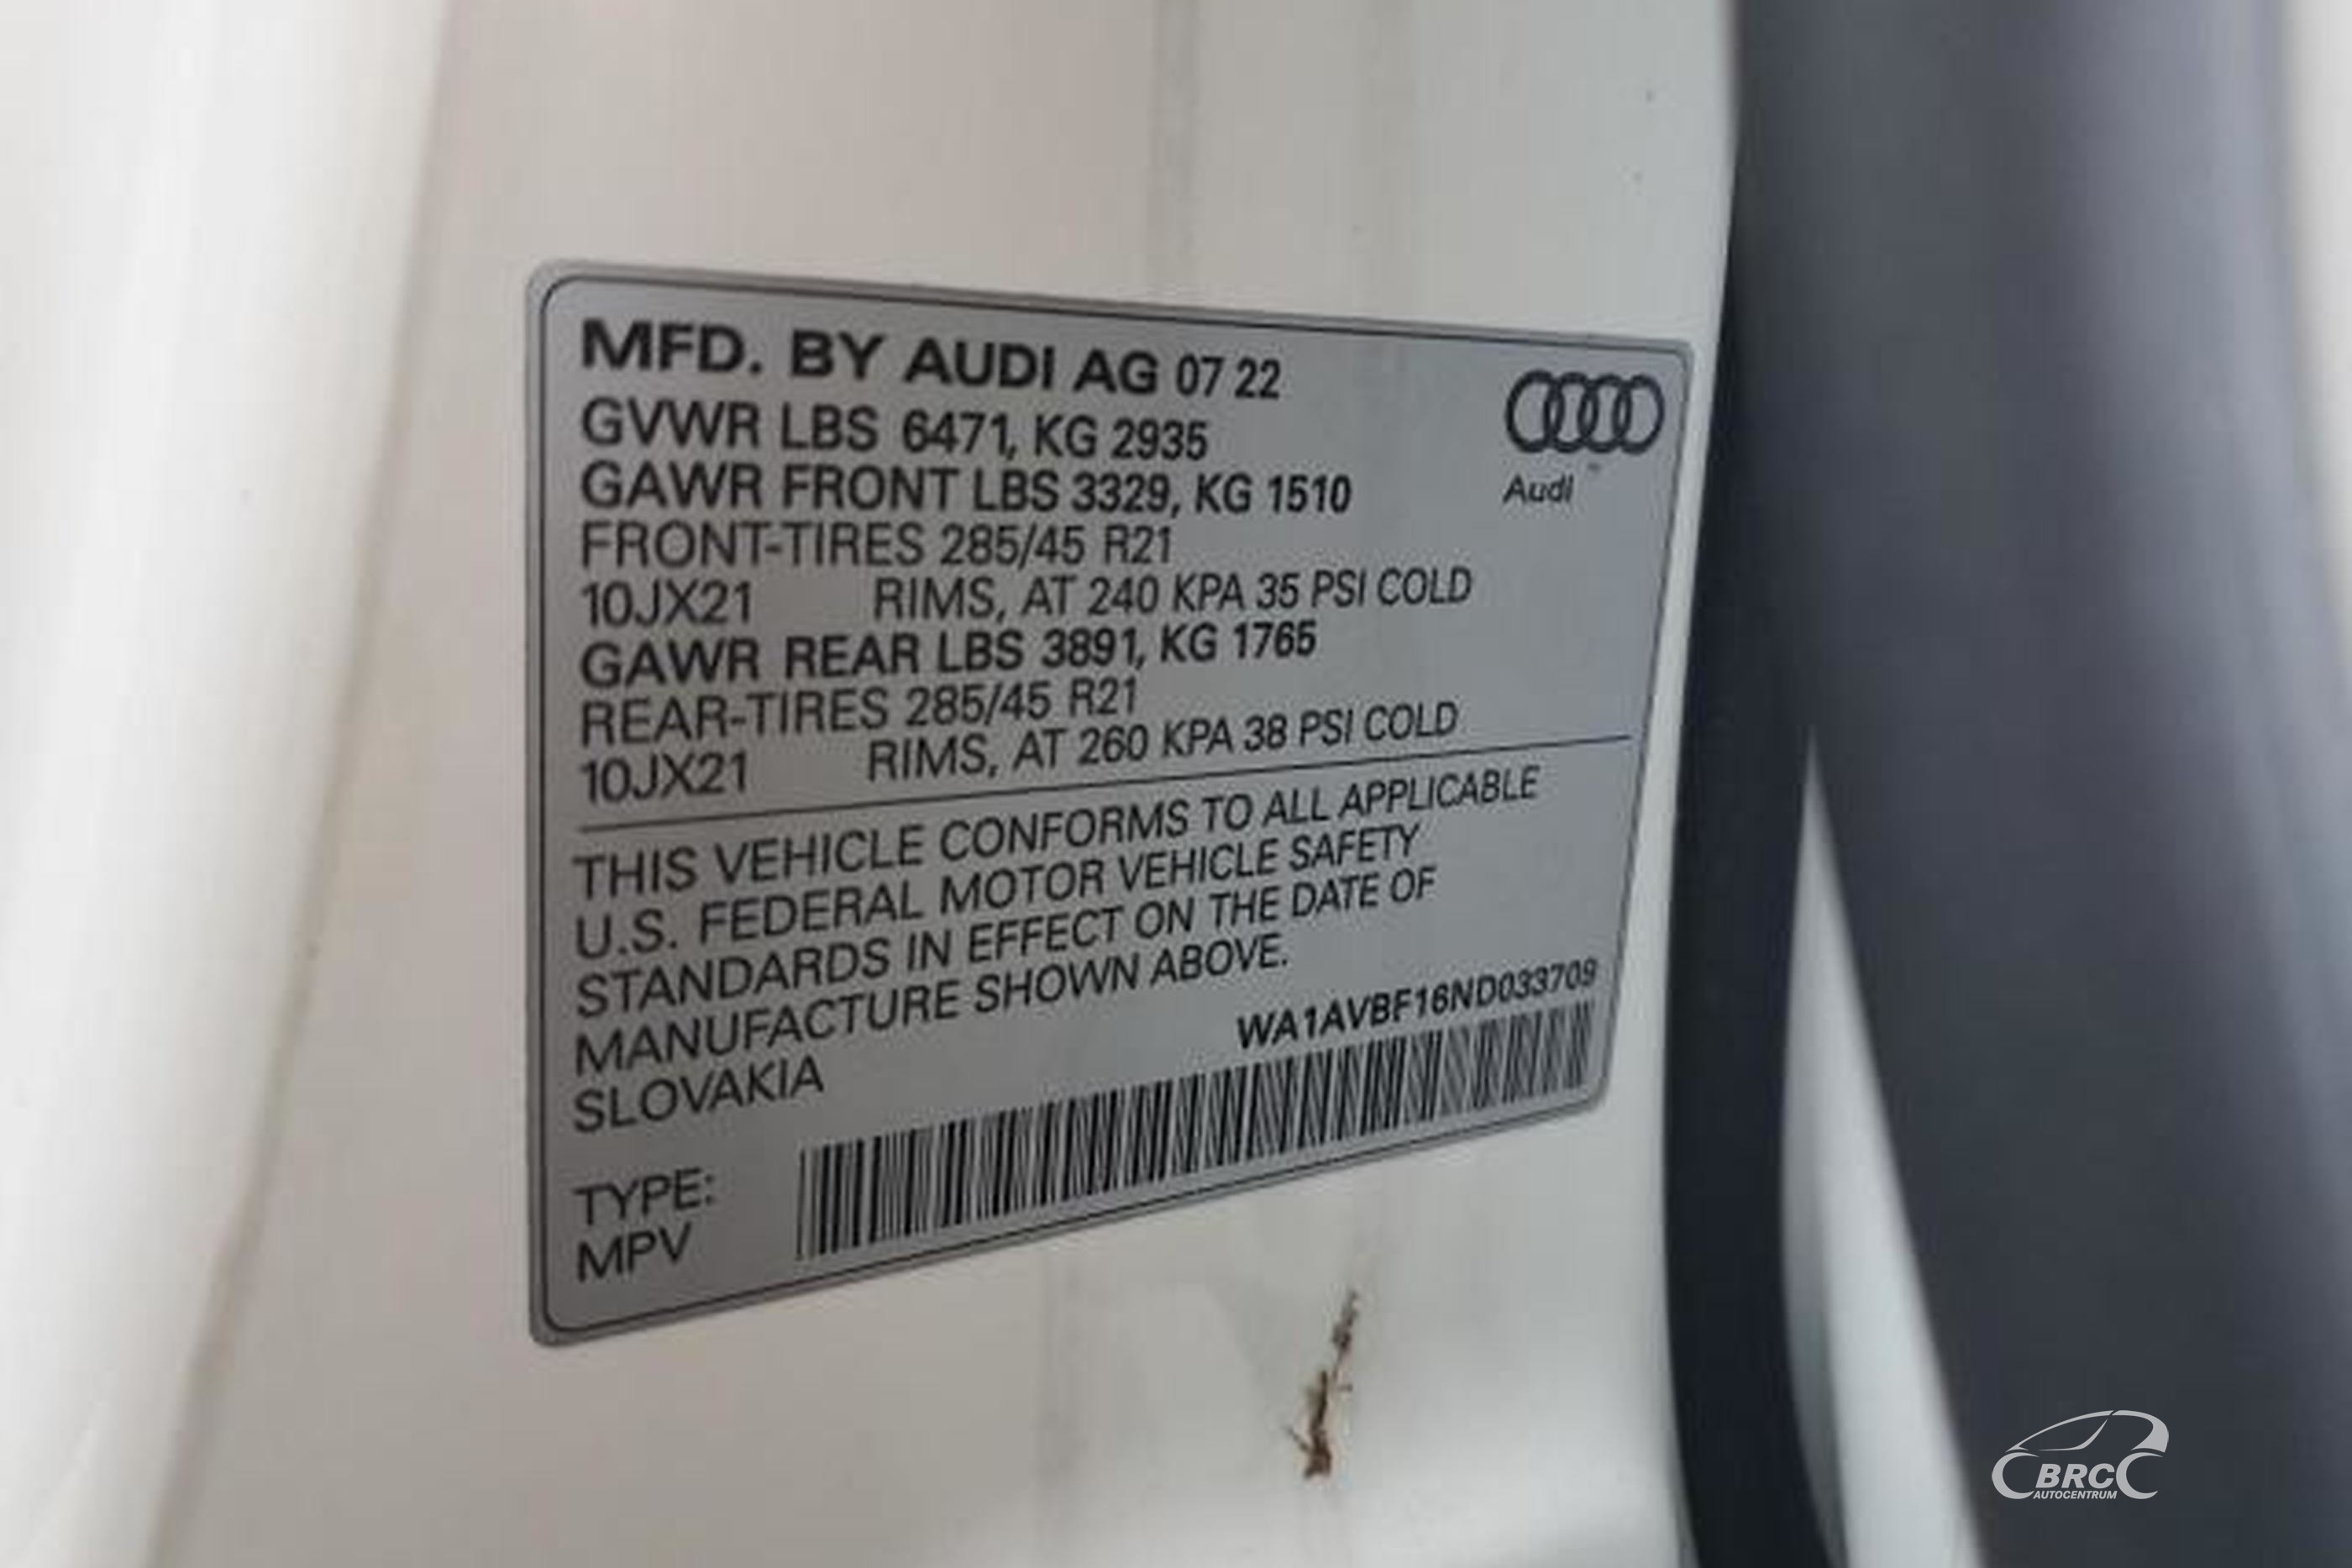 MFD. BY AUDI AG 07 22
GVWR LBS 6471, KG 2935
GAWR FRONT LBS 3329, KG 1510
FRONT-TIRES 285/45 R21
10JX21 RIMS, AT 240 KPA 35 PSI COLD
GAWR REAR LBS 3891, KG 1765
REAR-TIRES 285/45 R21
10JX21 RIMS, AT 260 KPA 38 PSI COLD
Audi
THIS VEHICLE CONFORMS TO ALL APPLICABLE
U.S. FEDERAL MOTOR VEHICLE SAFETY
STANDARDS IN EFFECT ON THE DATE OF
MANUFACTURE SHOWN ABOVE.
SLOVAKIA
WA1AVBF16ND033709
TYPE:
MPV
BRC
AUTOCENTRUM